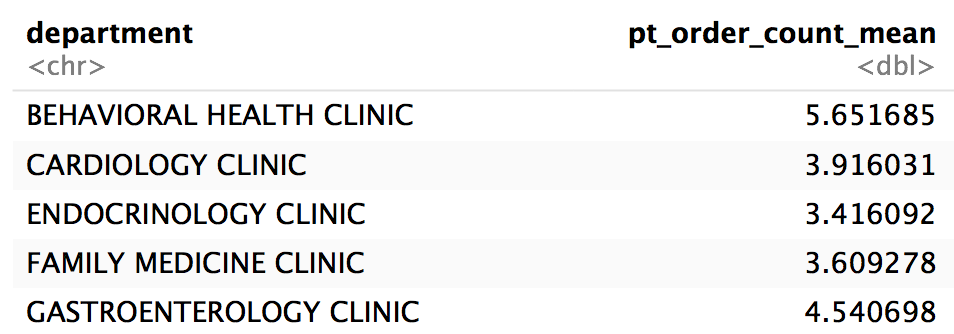 department pt_order_count_mean
<chr> <dbl>
BEHAVIORAL HEALTH CLINIC 5.651685
CARDIOLOGY CLINIC 3.916031
ENDOCRINOLOGY CLINIC 3.416092
FAMILY MEDICINE CLINIC 3.609278
GASTROENTEROLOGY CLINIC 4.540698